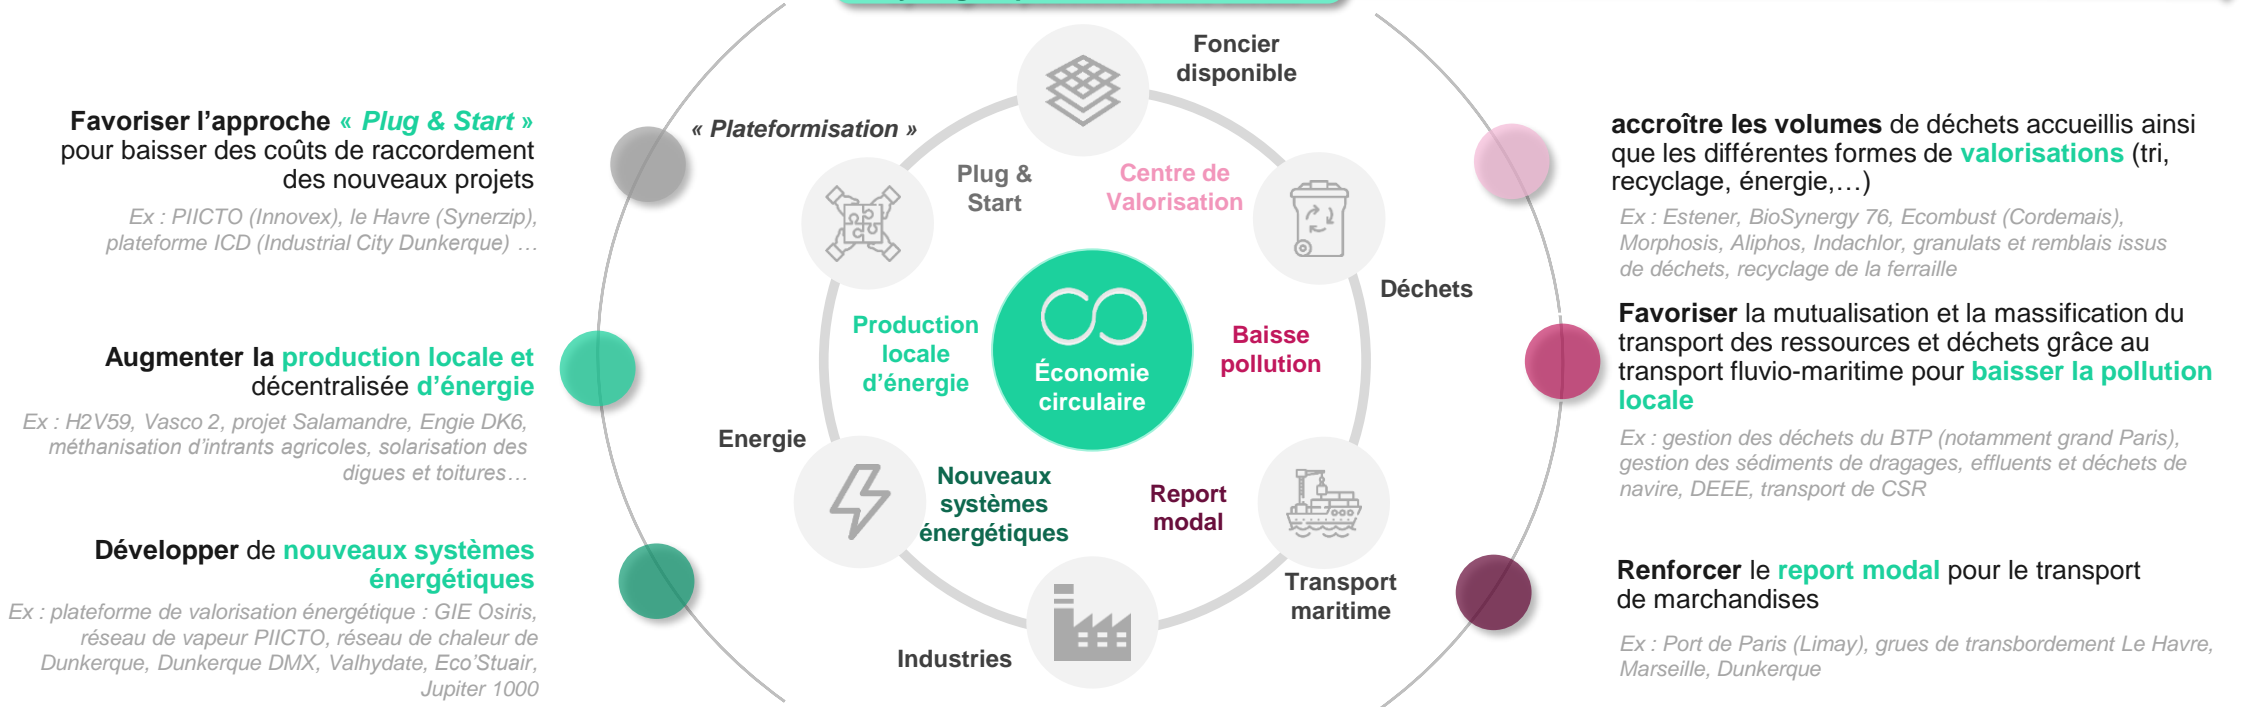 Foncier
disponible
« Plateformisation »
Plug &
Start
Centre de
Valorisation
Déchets
Production
locale
d’énergie
Économie
circulaire
Baisse
pollution
Energie
Nouveaux
systèmes
énergétiques
Report
modal
Transport
maritime
Industries
Favoriser l’approche « Plug & Start »
pour baisser des coûts de raccordement
des nouveaux projets
Ex : PIICTO (Innovex), le Havre (Synerzip),
plateforme ICD (Industrial City Dunkerque) …
Augmenter la production locale et
décentralisée d’énergie
Ex : H2V59, Vasco 2, projet Salamandre, Engie DK6,
méthanisation d’intrants agricoles, solarisation des
digues et toitures…
Développer de nouveaux systèmes
énergétiques
Ex : plateforme de valorisation énergétique : GIE Osiris,
réseau de vapeur PIICTO, réseau de chaleur de
Dunkerque, Dunkerque DMX, Valhydate, Eco’Stuair,
Jupiter 1000
accroître les volumes de déchets accueillis ainsi
que les différentes formes de valorisations (tri,
recyclage, énergie,…)
Ex : Estener, BioSynergy 76, Ecombust (Cordemais),
Morphosis, Aliphos, Indachlor, granulats et remblais issus
de déchets, recyclage de la ferraille
Favoriser la mutualisation et la massification du
transport des ressources et déchets grâce au
transport fluvio-maritime pour baisser la pollution
locale
Ex : gestion des déchets du BTP (notamment grand Paris),
gestion des sédiments de dragages, effluents et déchets de
navire, DEEE, transport de CSR
Renforcer le report modal pour le transport
de marchandises
Ex : Port de Paris (Limay), grues de transbordement Le Havre,
Marseille, Dunkerque